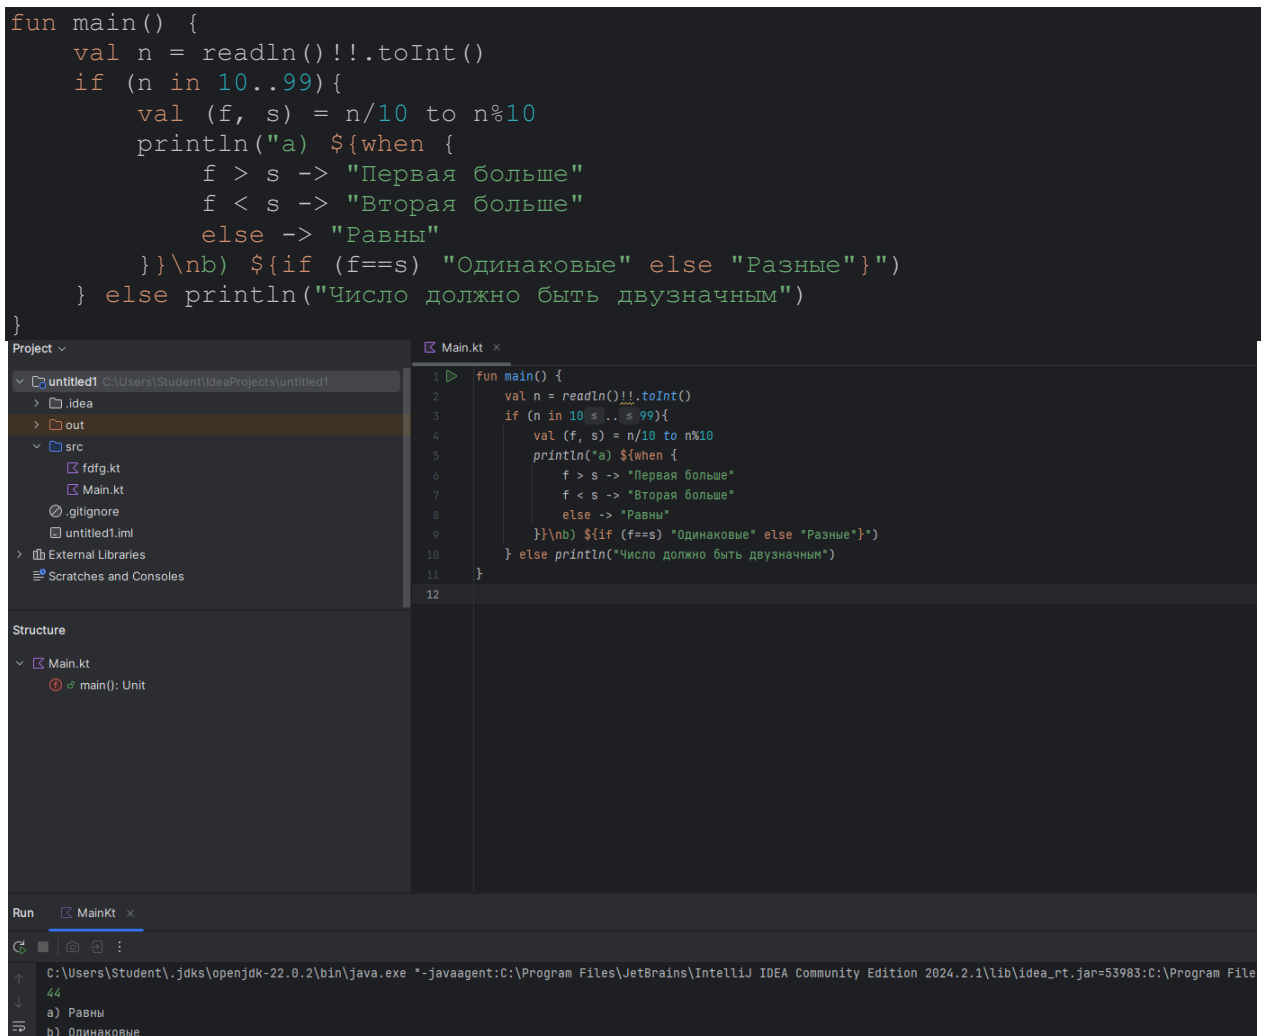 fun main() {
    val n = readln()!!.toInt()
    if (n in 10..99){
        val (f, s) = n/10 to n%10
        println("a) ${when {
            f > s -> "Первая больше"
            f < s -> "Вторая больше"
            else -> "Равны"
        }}\nb) ${if (f==s) "Одинаковые" else "Разные"}")
    } else println("Число должно быть двузначным")
}
Project
untitled1 C:\Users\Student\IdeaProjects\untitled1
.idea
out
src
fdfg.kt
Main.kt
.gitignore
untitled1.iml
External Libraries
Scratches and Consoles
Structure
Main.kt
main(): Unit
Main.kt
1 fun main() {
2     val n = readln()!!.toInt()
3     if (n in 10 ≤ .. ≤ 99){
4         val (f, s) = n/10 to n%10
5         println("a) ${when {
6             f > s -> "Первая больше"
7             f < s -> "Вторая больше"
8             else -> "Равны"
9         }}\nb) ${if (f==s) "Одинаковые" else "Разные"}")
10     } else println("Число должно быть двузначным")
11 }
12
Run MainKt
C:\Users\Student\.jdks\openjdk-22.0.2\bin\java.exe "-javaagent:C:\Program Files\JetBrains\IntelliJ IDEA Community Edition 2024.2.1\lib\idea_rt.jar=53983:C:\Program File
44
a) Равны
b) Одинаковые